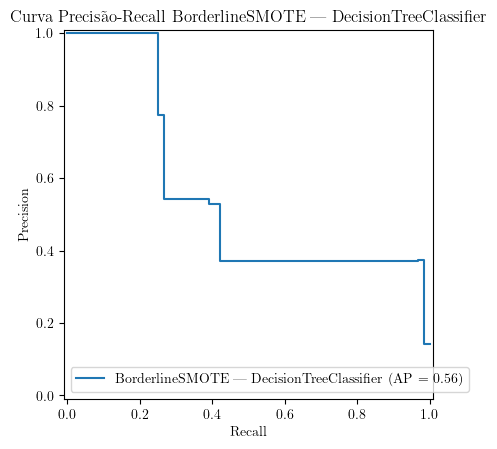 Curva Precisão-Recall BorderlineSMOTE — DecisionTreeClassifier
1.0
0.8
0.6
0.4
0.2
0.0
Precision
BorderlineSMOTE — DecisionTreeClassifier (AP = 0.56)
0.0 0.2 0.4 0.6 0.8 1.0
Recall